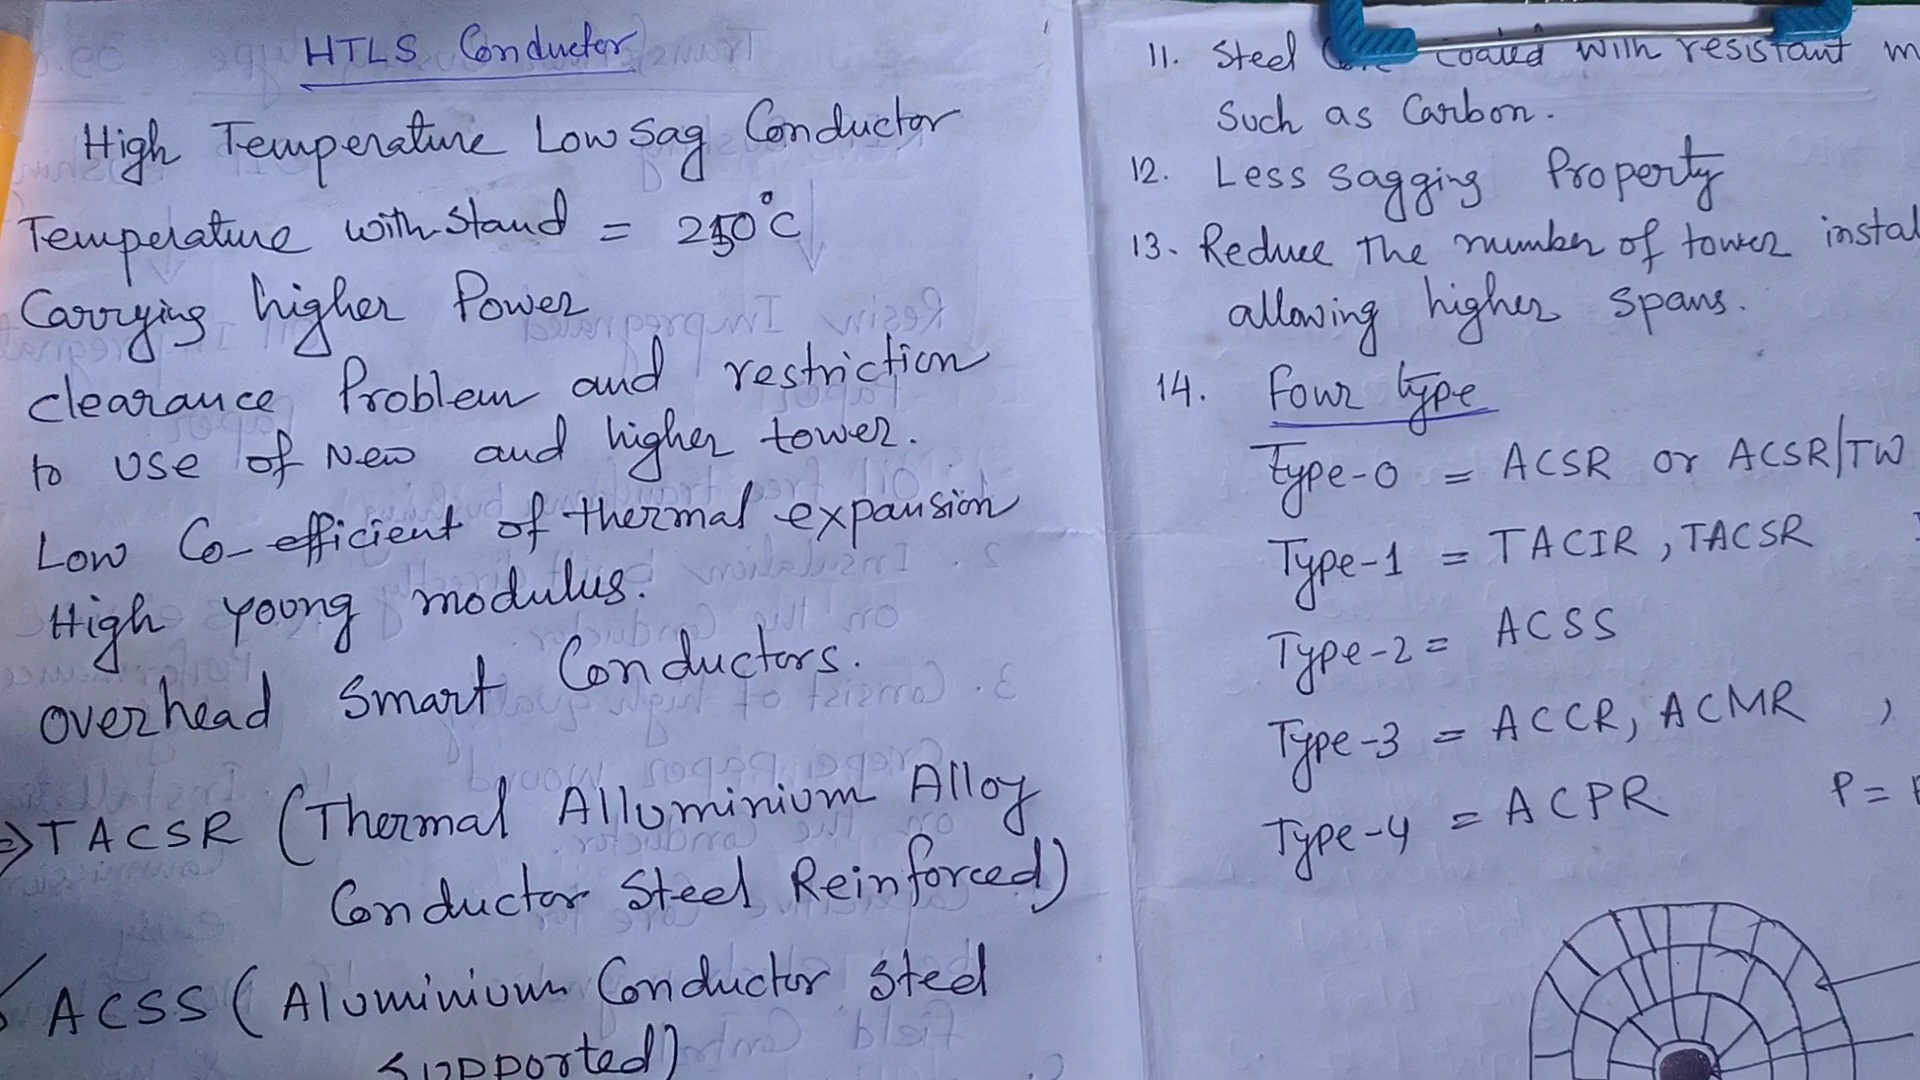 HTLS Conductor
High Temperature Low Sag Conductor
Temperature with stand = 250°C
Carrying higher Power
clearance Problem and restriction
to use of New and higher tower.
Low Co-efficient of thermal expansion
High young modulus.
overhead smart Conductors.
=> TACSR (Thermal Alluminium Alloy
Conductor Steel Reinforced)
ACSS (Aluminium Conductor Steel
Supported)
11. Steel coated with resistant
Such as Carbon.
12. Less sagging Property
13. Reduce The number of tower instal
allowing higher spans.
14. Four type
Type-0 = ACSR or ACSR/TW
Type-1 = TACIR, TACSR
Type-2 = ACSS
Type-3 = ACCR, ACMR ,
Type-4 = ACPR P =